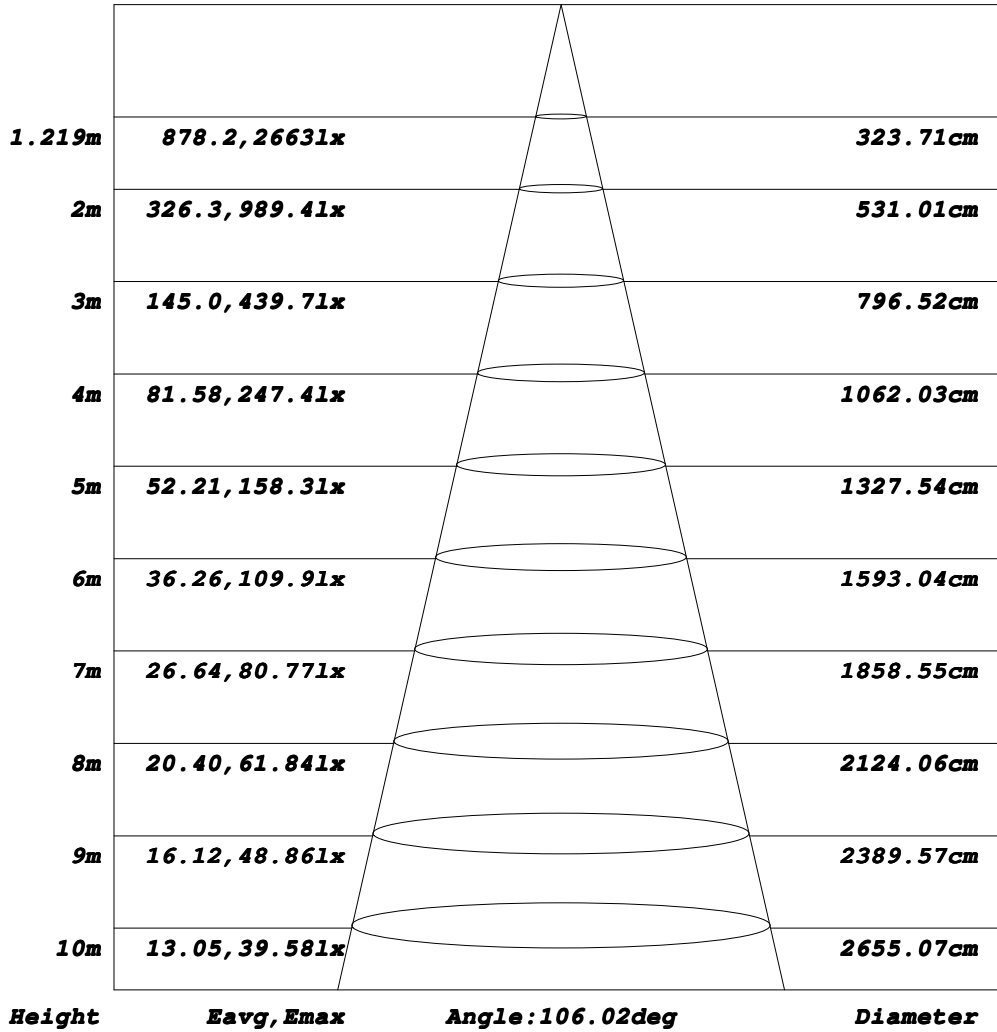 1.219m 878.2,2663lx 323.71cm
2m 326.3,989.4lx 531.01cm
3m 145.0,439.7lx 796.52cm
4m 81.58,247.4lx 1062.03cm
5m 52.21,158.3lx 1327.54cm
6m 36.26,109.9lx 1593.04cm
7m 26.64,80.77lx 1858.55cm
8m 20.40,61.84lx 2124.06cm
9m 16.12,48.86lx 2389.57cm
10m 13.05,39.58lx 2655.07cm
Height Eavg,Emax Angle:106.02deg Diameter